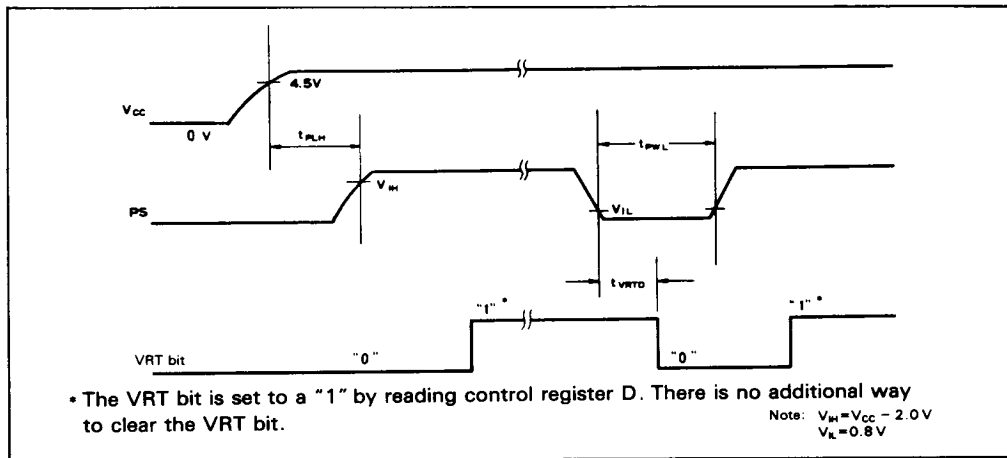 4.5V
VCC
0 V
tPLH
tPWL
VIH
PS
VIL
tVRTD
"1" *
"1" *
VRT bit
"0"
"0"
* The VRT bit is set to a "1" by reading control register D. There is no additional way
to clear the VRT bit.
Note: VIH=VCC − 2.0 V
VIL=0.8 V